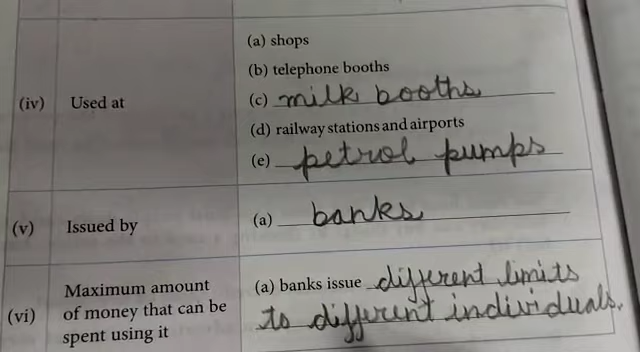 (a) shops
(b) telephone booths
(iv) Used at (c) milk booths
(d) railway stations and airports
(e) petrol pumps
(v) Issued by (a) banks
Maximum amount (a) banks issue different limits
(vi) of money that can be to different individuals.
spent using it